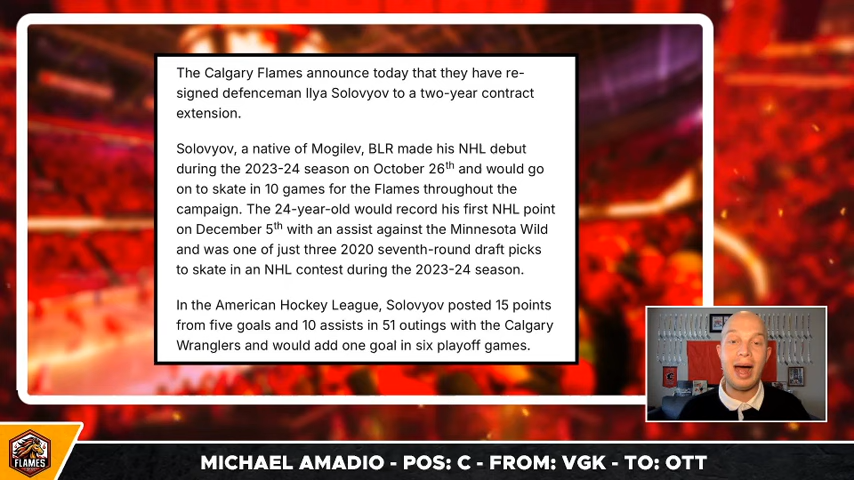 The Calgary Flames announce today that they have re-
signed defenceman Ilya Solovyov to a two-year contract
extension.
Solovyov, a native of Mogilev, BLR made his NHL debut
during the 2023-24 season on October 26th and would go
on to skate in 10 games for the Flames throughout the
campaign. The 24-year-old would record his first NHL point
on December 5th with an assist against the Minnesota Wild
and was one of just three 2020 seventh-round draft picks
to skate in an NHL contest during the 2023-24 season.
In the American Hockey League, Solovyov posted 15 points
from five goals and 10 assists in 51 outings with the Calgary
Wranglers and would add one goal in six playoff games.
FLAMES
MICHAEL AMADIO - POS: C - FROM: VGK - TO: OTT